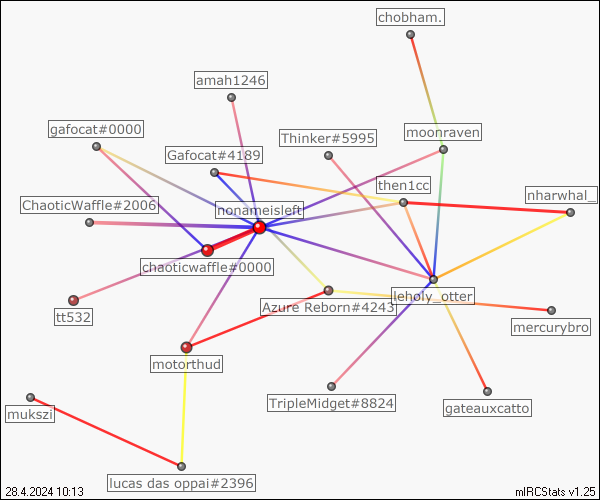 chobham.
amah1246
gafocat#0000
Thinker#5995
moonraven
Gafocat#4189
then1cc
nharwhal_
ChaoticWaffle#2006
nonameisleft
chaoticwaffle#0000
leholy_otter
Azure Reborn#4243
tt532
mercurybro
motorthud
TripleMidget#8824
gateauxcatto
mukszi
lucas das oppai#2396
28.4.2024 10:13
mIRCStats v1.25